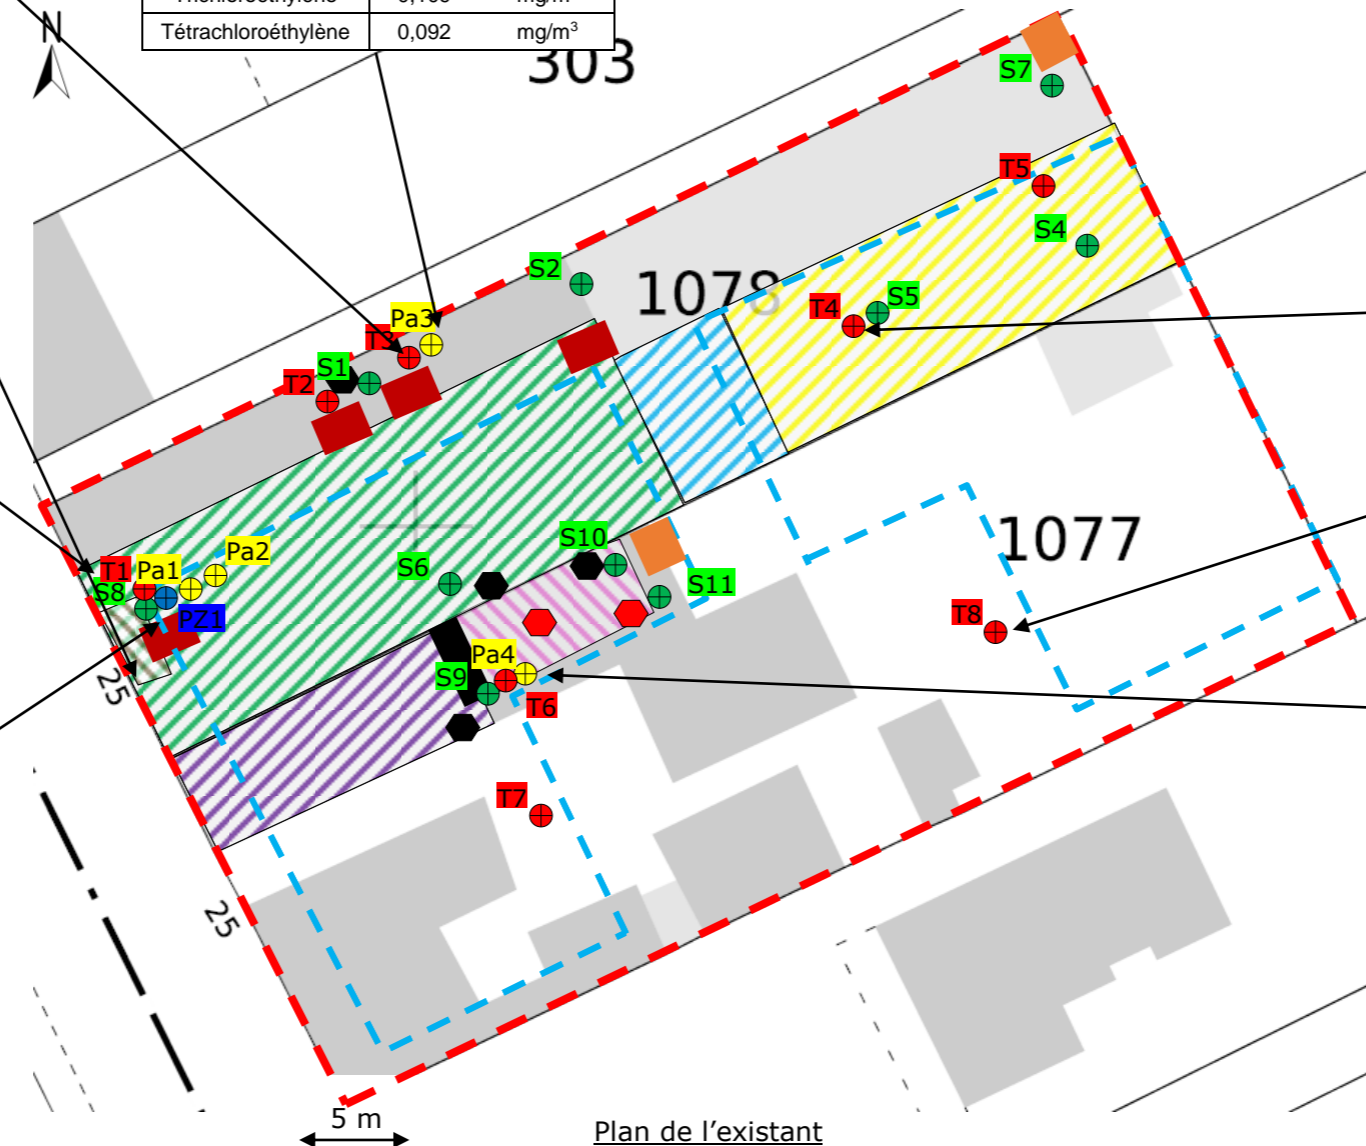 N
Tétrachloroéthylène 0,092 mg/m³
303
S7
T5
S4
S2
1078
S5
T4
Pa3
T3
S1
T2
1077
S10
T1 Pa1 Pa2
S6
S8
S11
PZ1
T8
Pa4
S9
25
T6
T7
25
5 m
Plan de l'existant